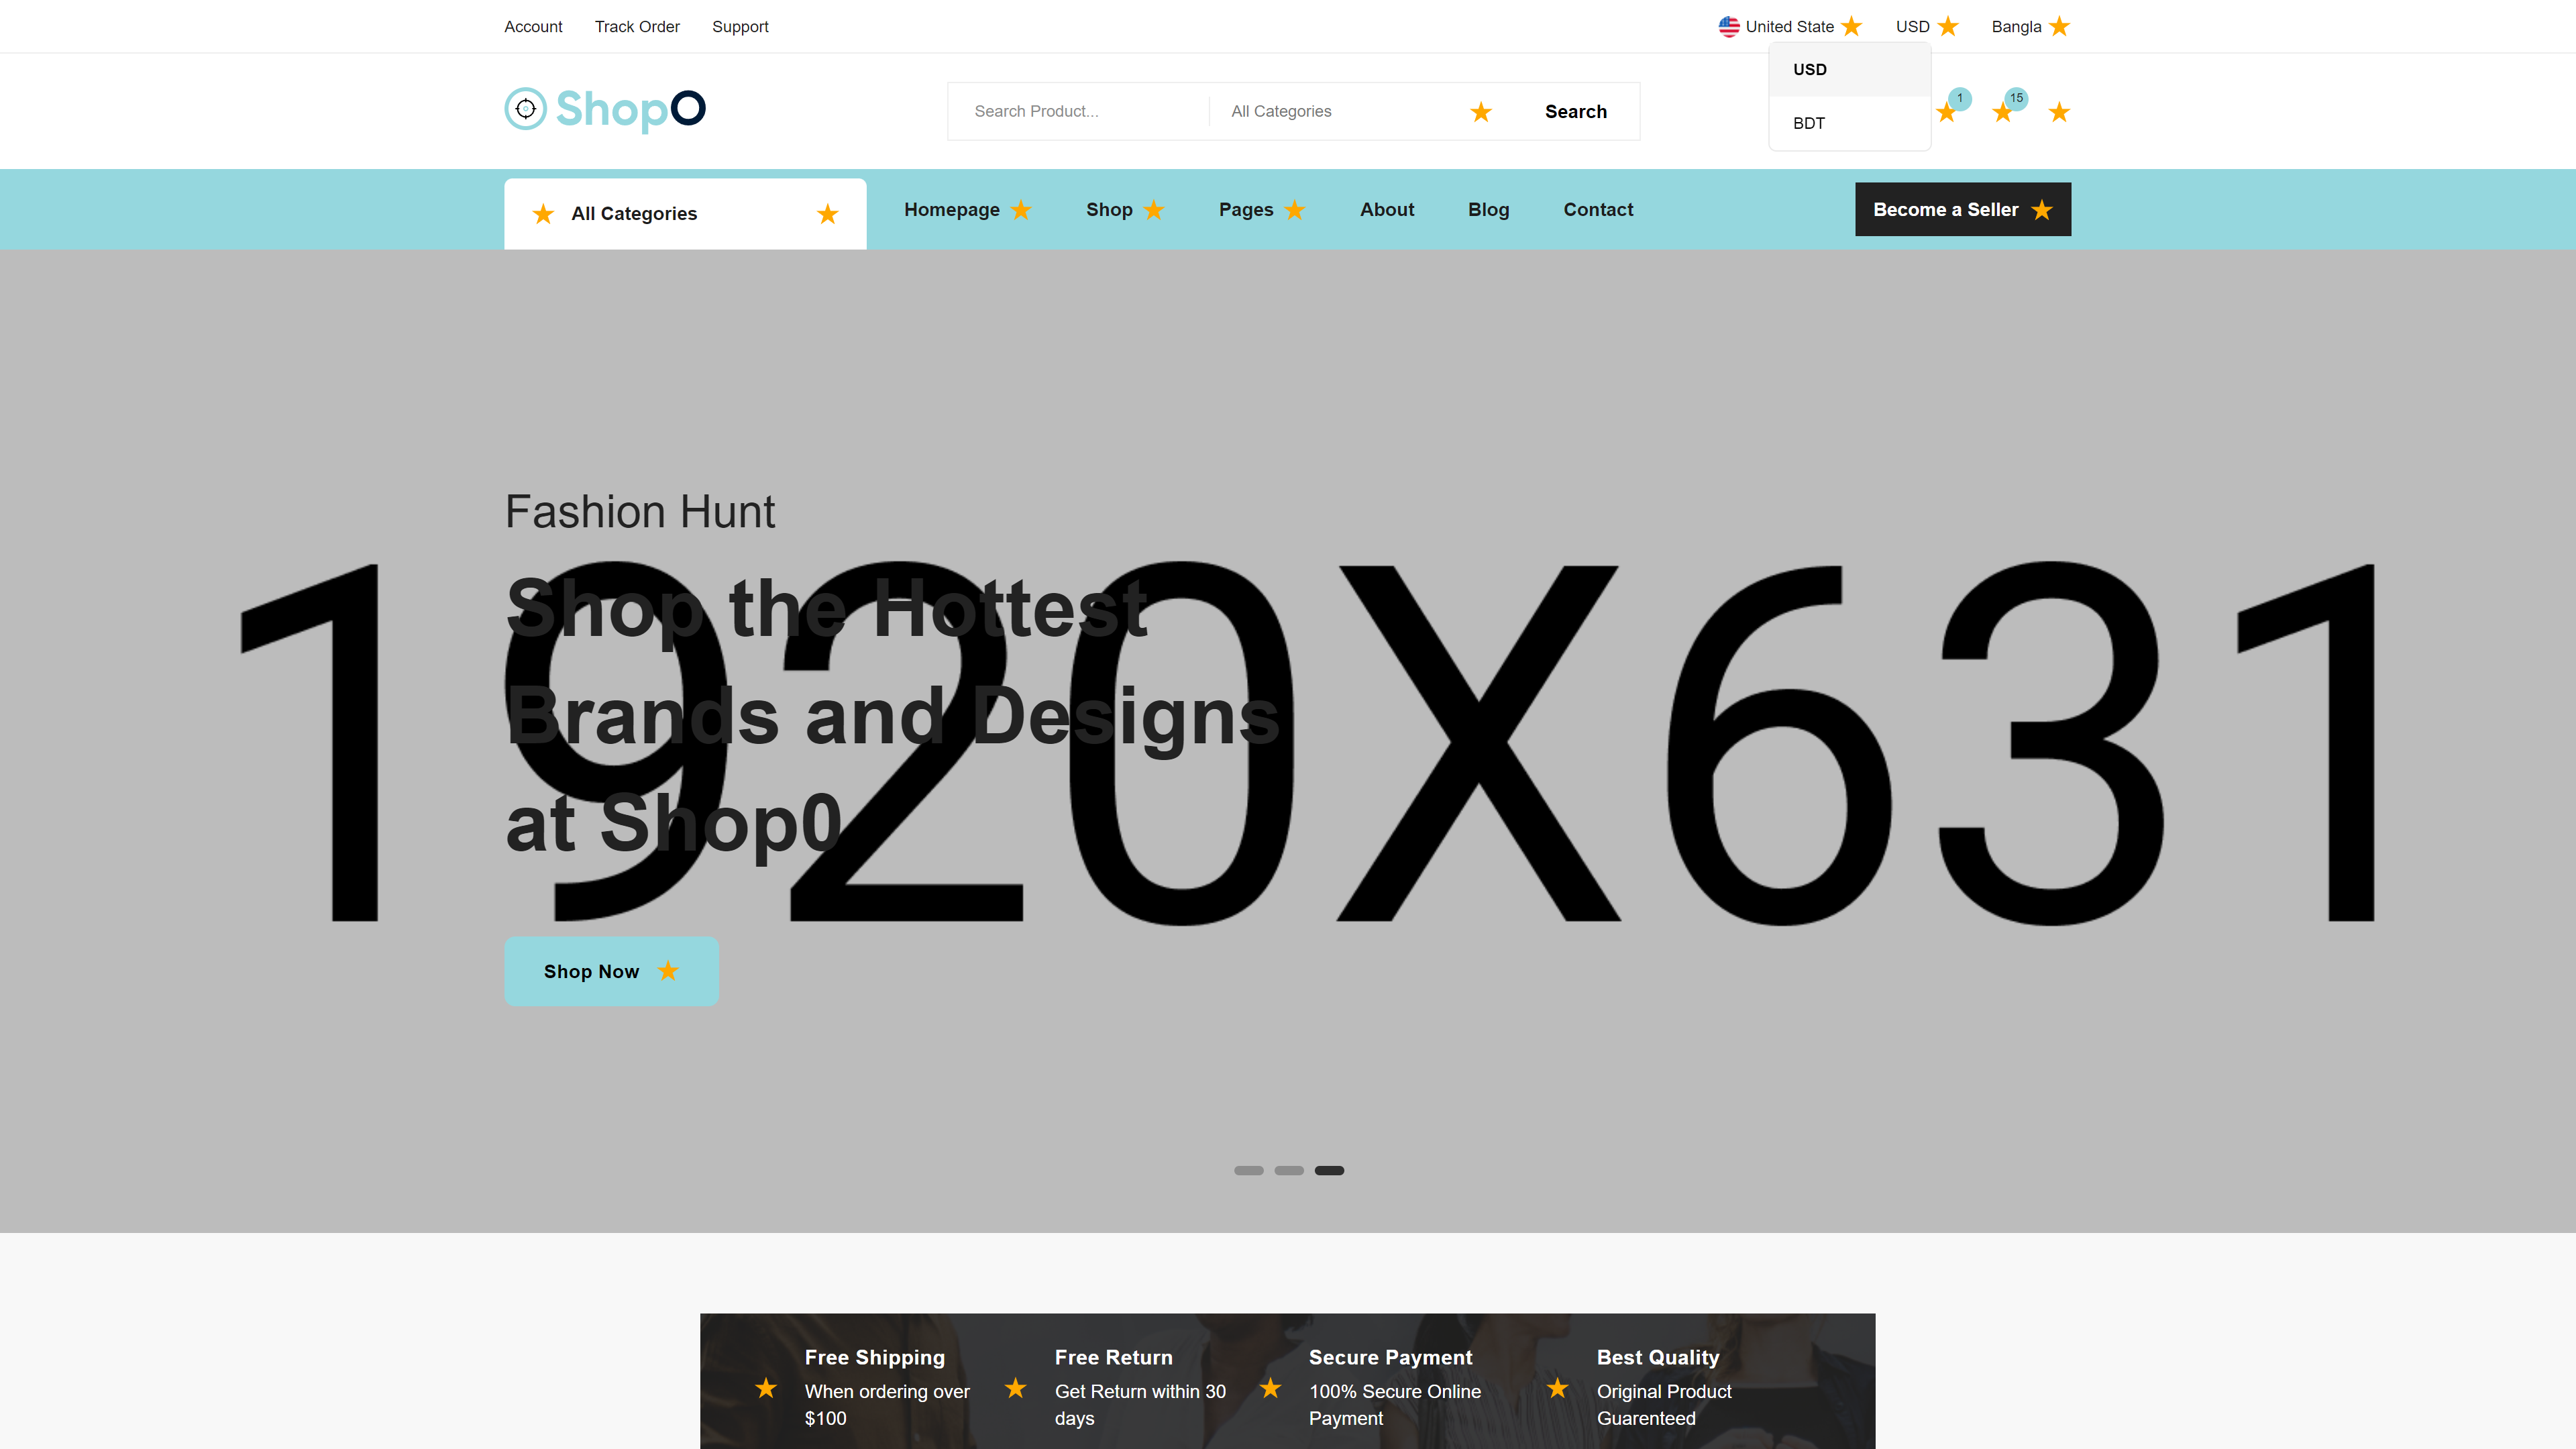 Account Track Order Support United State USD Bangla
USD
BDT
ShopO
Search Product... All Categories Search
1 15
All Categories Homepage Shop Pages About Blog Contact Become a Seller
1920X631
Fashion Hunt
Shop the Hottest
Brands and Designs
at Shop0
Shop Now
Free Shipping
When ordering over
$100
Free Return
Get Return within 30
days
Secure Payment
100% Secure Online
Payment
Best Quality
Original Product
Guarenteed